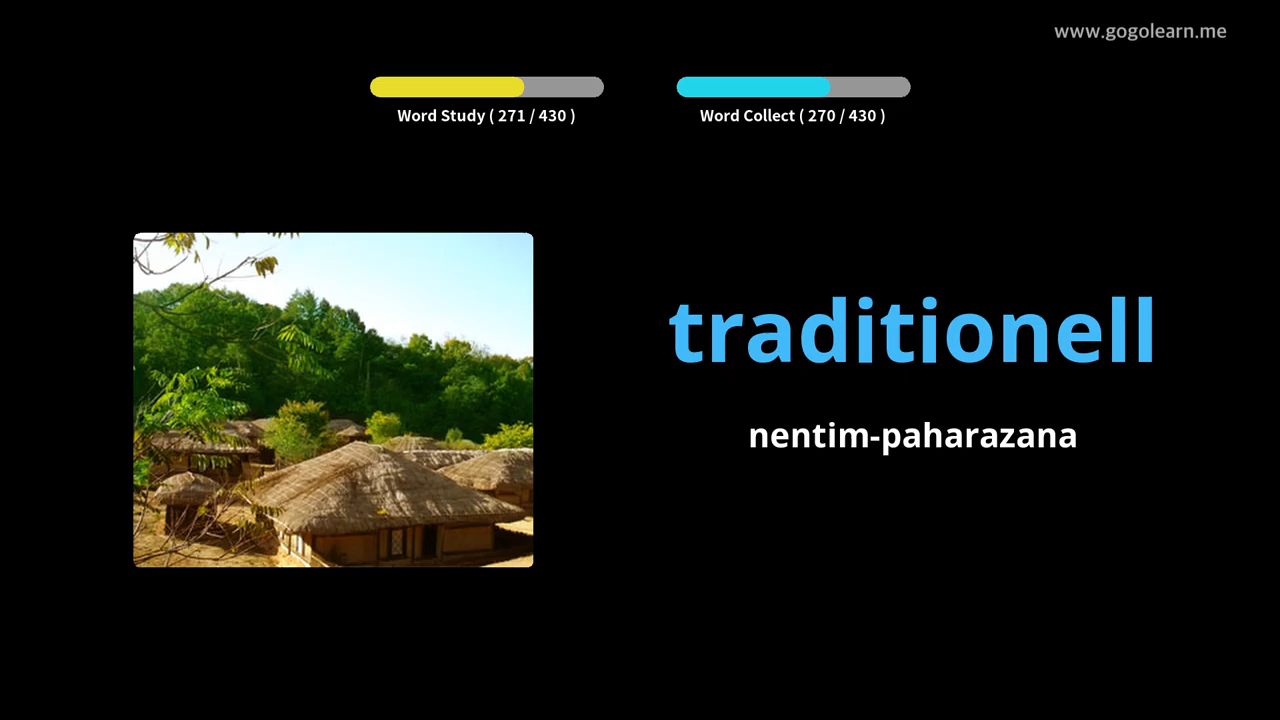 www.gogolearn.me
Word Study ( 271 / 430 )
Word Collect ( 270 / 430 )
traditionell
nentim-paharazana